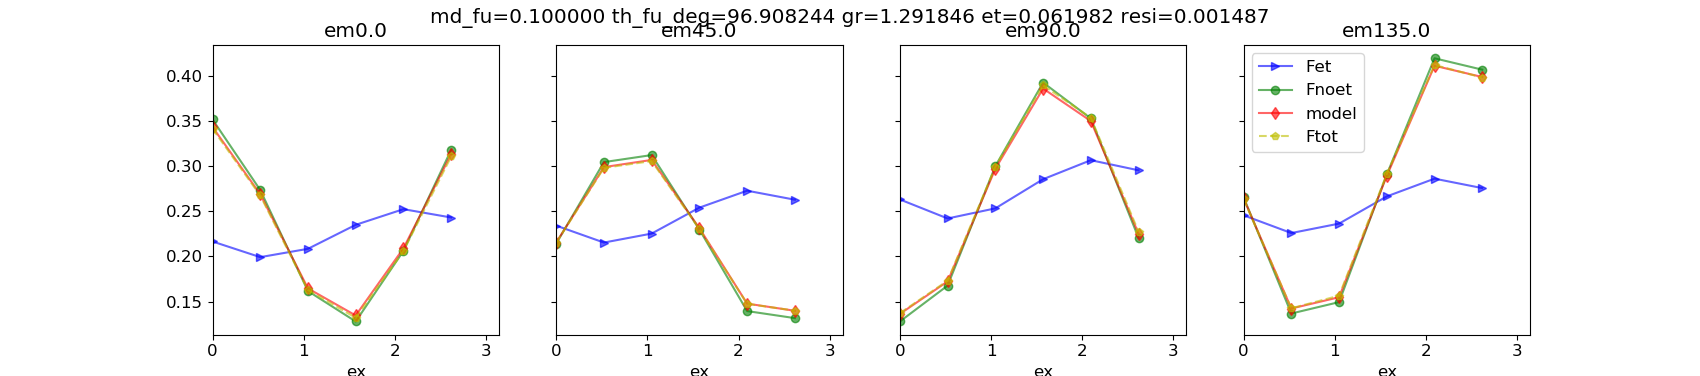 md_fu=0.100000 th_fu_deg=96.908244 gr=1.291846 et=0.061982 resi=0.001487
em0.0 em45.0 em90.0 em135.0
0.40
0.35
0.30
0.25
0.20
0.15
Fet
Fnoet
model
Ftot
0 1 2 3 0 1 2 3 0 1 2 3 0 1 2 3
ex ex ex ex